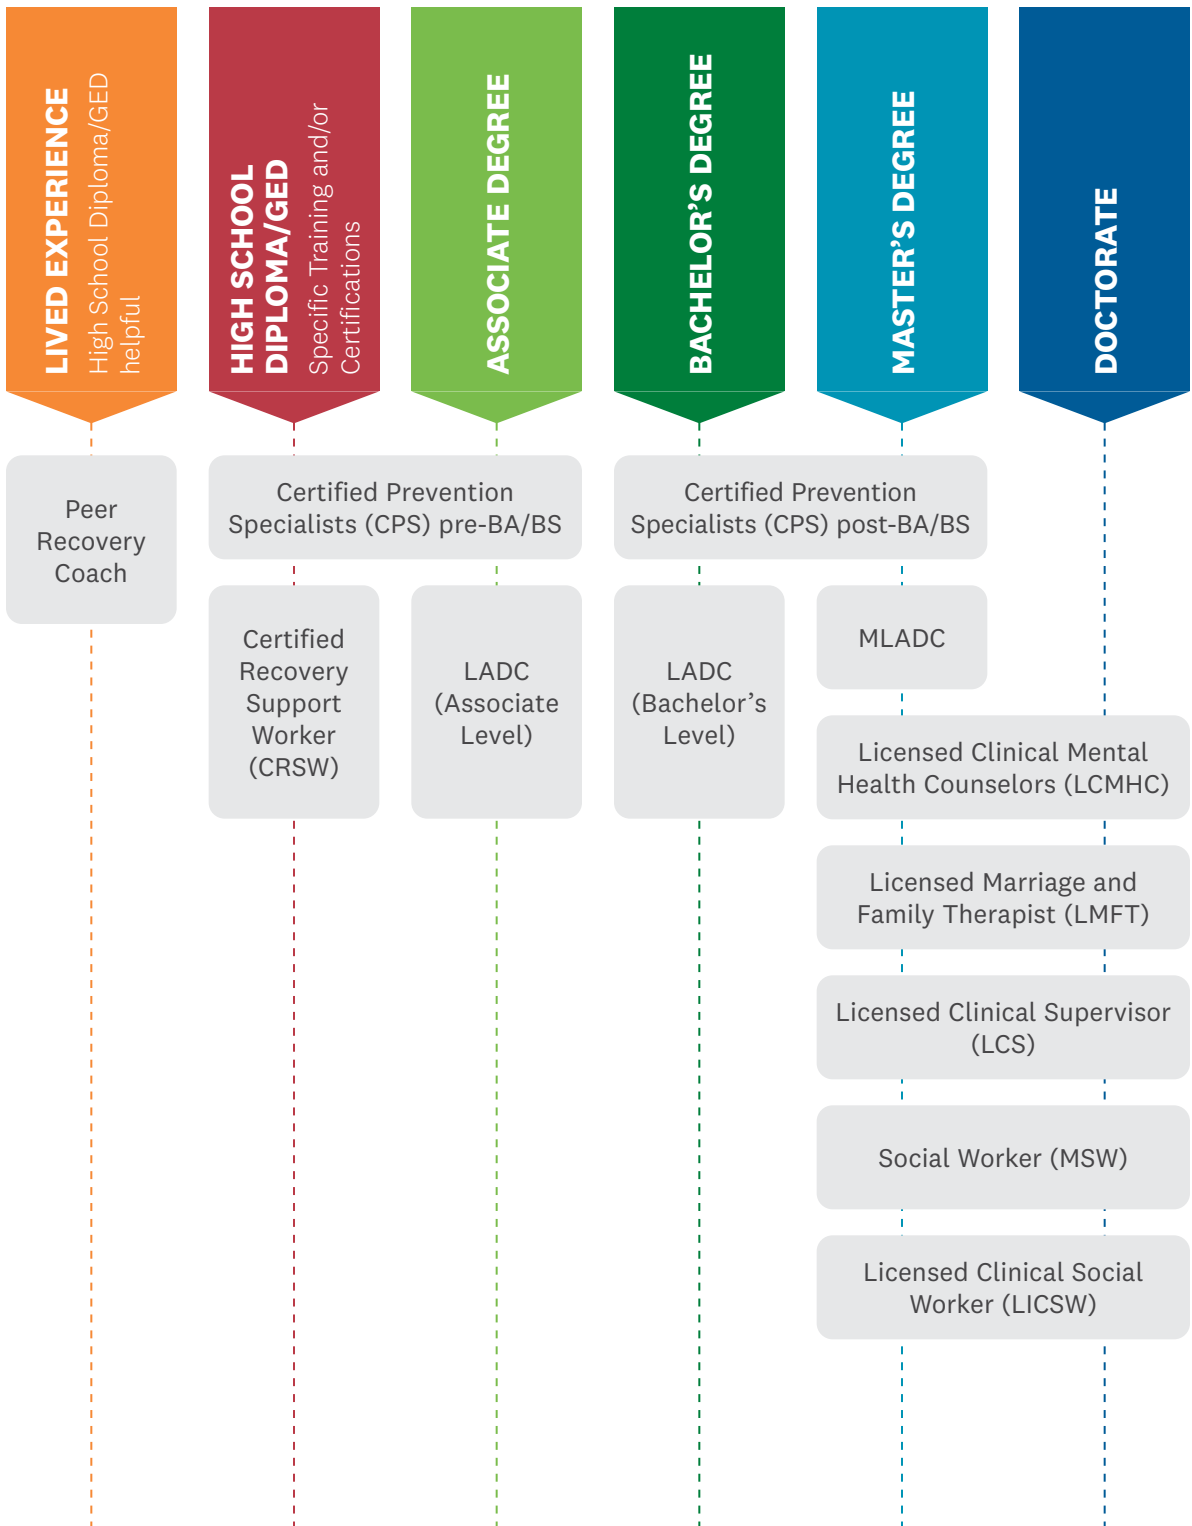 LIVED EXPERIENCE
High School Diploma/GED
helpful
HIGH SCHOOL
DIPLOMA/GED
Specific Training and/or
Certifications
ASSOCIATE DEGREE
BACHELOR’S DEGREE
MASTER’S DEGREE
DOCTORATE
Peer
Recovery
Coach
Certified Prevention
Specialists (CPS) pre-BA/BS
Certified Prevention
Specialists (CPS) post-BA/BS
Certified
Recovery
Support
Worker
(CRSW)
LADC
(Associate
Level)
LADC
(Bachelor’s
Level)
MLADC
Licensed Clinical Mental
Health Counselors (LCMHC)
Licensed Marriage and
Family Therapist (LMFT)
Licensed Clinical Supervisor
(LCS)
Social Worker (MSW)
Licensed Clinical Social
Worker (LICSW)